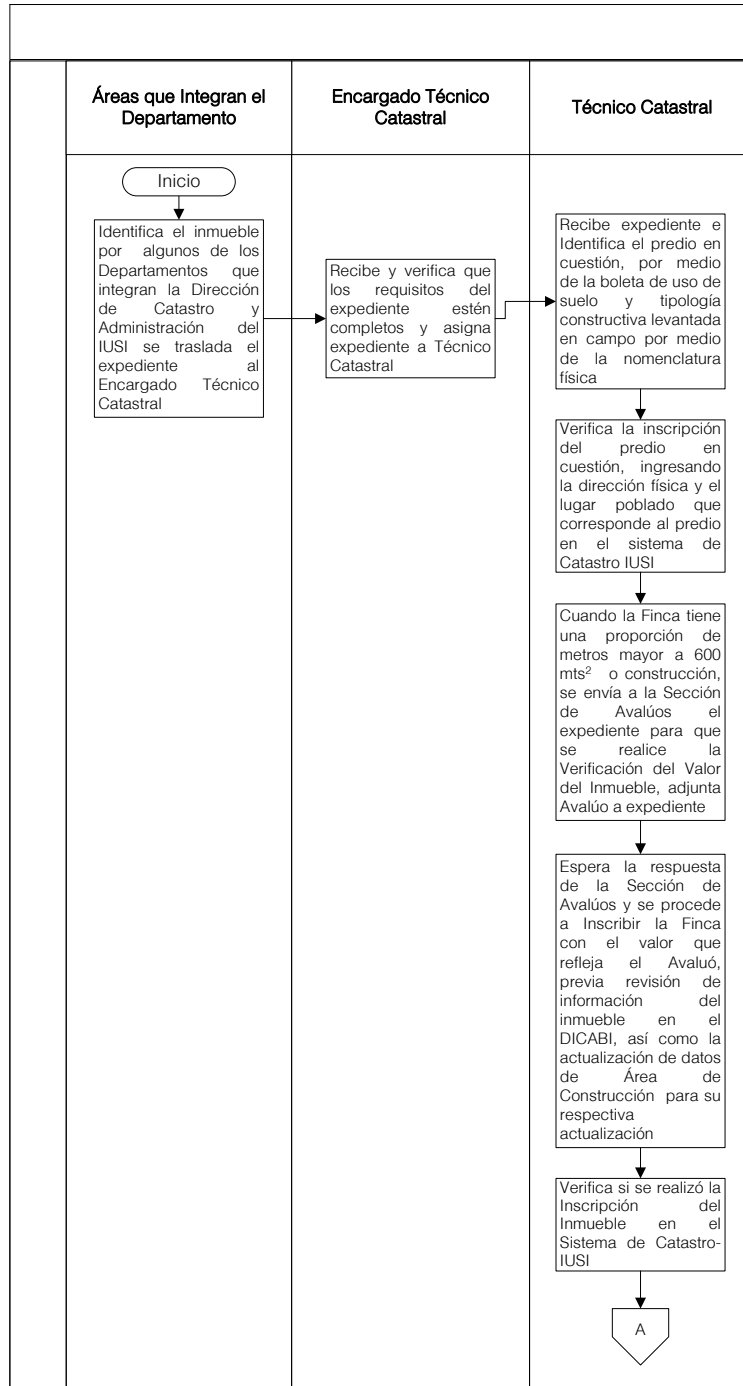 Áreas que Integran el
Departamento
Encargado Técnico
Catastral
Técnico Catastral
Inicio
Identifica el inmueble
por algunos de los
Departamentos que
integran la Dirección
de Catastro y
Administración del
IUSI se traslada el
expediente al
Encargado Técnico
Catastral
Recibe y verifica que
los requisitos del
expediente estén
completos y asigna
expediente a Técnico
Catastral
Recibe expediente e
Identifica el predio en
cuestión, por medio
de la boleta de uso de
suelo y tipología
constructiva levantada
en campo por medio
de la nomenclatura
física
Verifica la inscripción
del predio en
cuestión, ingresando
la dirección física y el
lugar poblado que
corresponde al predio
en el sistema de
Catastro IUSI
Cuando la Finca tiene
una proporción de
metros mayor a 600
mts² o construcción,
se envía a la Sección
de Avalúos el
expediente para que
se realice la
Verificación del Valor
del Inmueble, adjunta
Avalúo a expediente
Espera la respuesta
de la Sección de
Avalúos y se procede
a Inscribir la Finca
con el valor que
refleja el Avaluó,
previa revisión de
información del
inmueble en el
DICABI, así como la
actualización de datos
de Área de
Construcción para su
respectiva
actualización
Verifica si se realizó la
Inscripción del
Inmueble en el
Sistema de Catastro-
IUSI
A